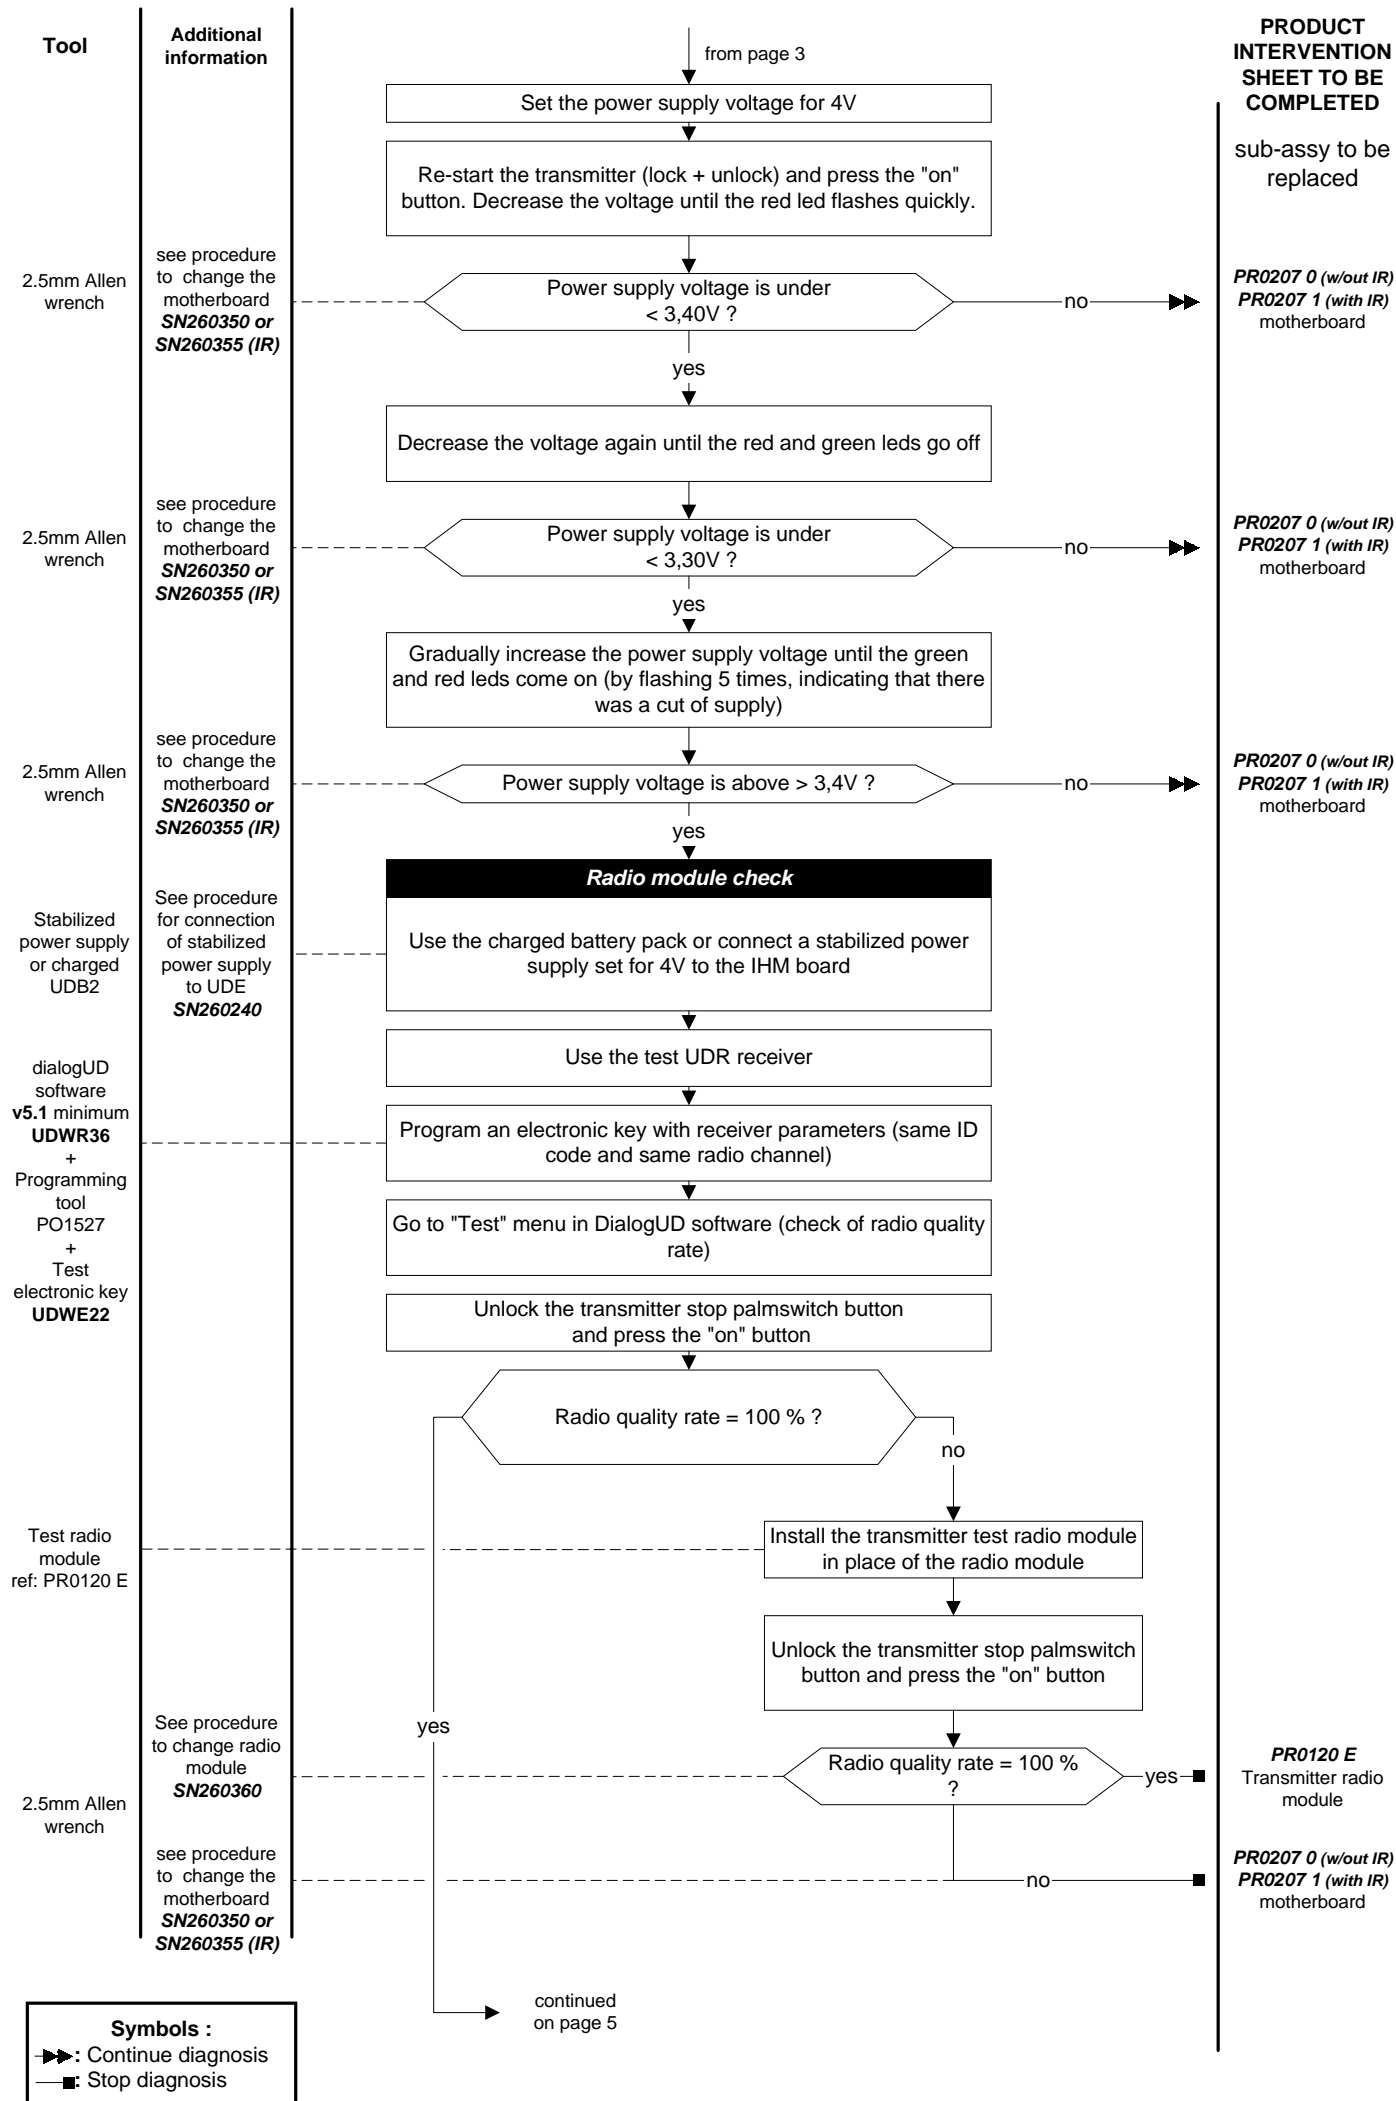 Tool
Additional
information
from page 3
PRODUCT
INTERVENTION
SHEET TO BE
COMPLETED
sub-assy to be
replaced
Set the power supply voltage for 4V
Re-start the transmitter (lock + unlock) and press the "on"
button. Decrease the voltage until the red led flashes quickly.
2.5mm Allen
wrench
see procedure
to change the
motherboard
SN260350 or
SN260355 (IR)
Power supply voltage is under
< 3,40V ?
no
PR0207 0 (w/out IR)
PR0207 1 (with IR)
motherboard
yes
Decrease the voltage again until the red and green leds go off
2.5mm Allen
wrench
see procedure
to change the
motherboard
SN260350 or
SN260355 (IR)
Power supply voltage is under
< 3,30V ?
no
PR0207 0 (w/out IR)
PR0207 1 (with IR)
motherboard
yes
Gradually increase the power supply voltage until the green
and red leds come on (by flashing 5 times, indicating that there
was a cut of supply)
2.5mm Allen
wrench
see procedure
to change the
motherboard
SN260350 or
SN260355 (IR)
Power supply voltage is above > 3,4V ?
no
PR0207 0 (w/out IR)
PR0207 1 (with IR)
motherboard
yes
Radio module check
Stabilized
power supply
or charged
UDB2
See procedure
for connection
of stabilized
power supply
to UDE
SN260240
Use the charged battery pack or connect a stabilized power
supply set for 4V to the IHM board
Use the test UDR receiver
dialogUD
software
v5.1 minimum
UDWR36
+
Programming
tool
PO1527
+
Test
electronic key
UDWE22
Program an electronic key with receiver parameters (same ID
code and same radio channel)
Go to "Test" menu in DialogUD software (check of radio quality
rate)
Unlock the transmitter stop palmswitch button
and press the "on" button
Radio quality rate = 100 % ?
no
Test radio
module
ref: PR0120 E
Install the transmitter test radio module
in place of the radio module
Unlock the transmitter stop palmswitch
button and press the "on" button
yes
2.5mm Allen
wrench
See procedure
to change radio
module
SN260360
Radio quality rate = 100 %
?
yes
PR0120 E
Transmitter radio
module
see procedure
to change the
motherboard
SN260350 or
SN260355 (IR)
no
PR0207 0 (w/out IR)
PR0207 1 (with IR)
motherboard
continued
on page 5
Symbols :
: Continue diagnosis
: Stop diagnosis